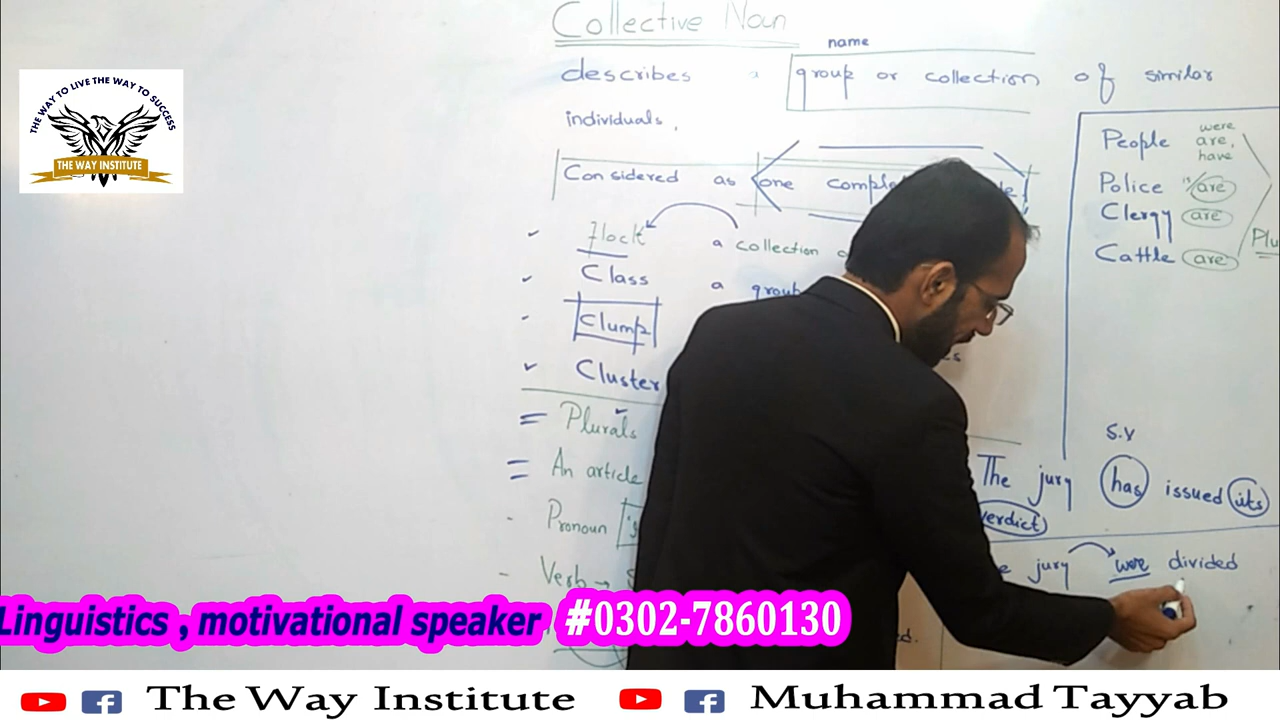 Collective Noun
name
describes a group or collection of similar
individuals.
Considered as one
Flock a collection
Class a group
Clump
Cluster
Plurals
An article
Pronoun
Verb →
People were are, have
Police is/are
Clergy are
Cattle are
S.V
The jury has issued its
verdict
jury were divided
THE WAY TO LIVE THE WAY TO SUCCESS
THE WAY INSTITUTE
Linguistics , motivational speaker #0302-7860130
The Way Institute Muhammad Tayyab